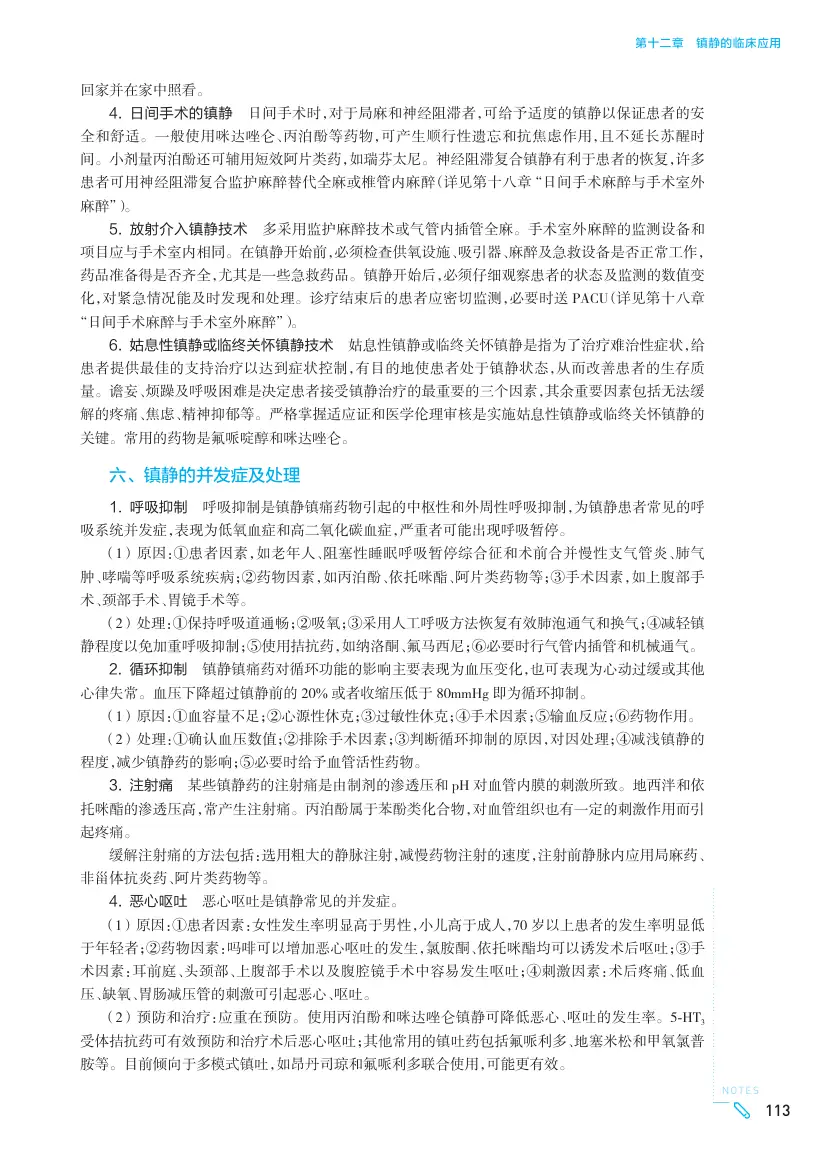 第十二章　镇静的临床应用
回家并在家中照看。
4. 日间手术的镇静　日间手术时,对于局麻和神经阻滞者,可给予适度的镇静以保证患者的安
全和舒适。一般使用咪达唑仑、丙泊酚等药物,可产生顺行性遗忘和抗焦虑作用,且不延长苏醒时
间。小剂量丙泊酚还可辅用短效阿片类药,如瑞芬太尼。神经阻滞复合镇静有利于患者的恢复,许多
患者可用神经阻滞复合监护麻醉替代全麻或椎管内麻醉(详见第十八章“日间手术麻醉与手术室外
麻醉”)。
5. 放射介入镇静技术　多采用监护麻醉技术或气管内插管全麻。手术室外麻醉的监测设备和
项目应与手术室内相同。在镇静开始前,必须检查供氧设施、吸引器、麻醉及急救设备是否正常工作,
药品准备得是否齐全,尤其是一些急救药品。镇静开始后,必须仔细观察患者的状态及监测的数值变
化,对紧急情况能及时发现和处理。诊疗结束后的患者应密切监测,必要时送 PACU(详见第十八章
“日间手术麻醉与手术室外麻醉”)。
6. 姑息性镇静或临终关怀镇静技术　姑息性镇静或临终关怀镇静是指为了治疗难治性症状,给
患者提供最佳的支持治疗以达到症状控制,有目的地使患者处于镇静状态,从而改善患者的生存质
量。谵妄、烦躁及呼吸困难是决定患者接受镇静治疗的最重要的三个因素,其余重要因素包括无法缓
解的疼痛、焦虑、精神抑郁等。严格掌握适应证和医学伦理审核是实施姑息性镇静或临终关怀镇静的
关键。常用的药物是氟哌啶醇和咪达唑仑。
六、镇静的并发症及处理
1. 呼吸抑制　呼吸抑制是镇静镇痛药物引起的中枢性和外周性呼吸抑制,为镇静患者常见的呼
吸系统并发症,表现为低氧血症和高二氧化碳血症,严重者可能出现呼吸暂停。
(1)原因:①患者因素,如老年人、阻塞性睡眠呼吸暂停综合征和术前合并慢性支气管炎、肺气
肿、哮喘等呼吸系统疾病;②药物因素,如丙泊酚、依托咪酯、阿片类药物等;③手术因素,如上腹部手
术、颈部手术、胃镜手术等。
(2)处理:①保持呼吸道通畅;②吸氧;③采用人工呼吸方法恢复有效肺泡通气和换气;④减轻镇
静程度以免加重呼吸抑制;⑤使用拮抗药,如纳洛酮、氟马西尼;⑥必要时行气管内插管和机械通气。
2. 循环抑制　镇静镇痛药对循环功能的影响主要表现为血压变化,也可表现为心动过缓或其他
心律失常。血压下降超过镇静前的 20% 或者收缩压低于 80mmHg 即为循环抑制。
(1)原因:①血容量不足;②心源性休克;③过敏性休克;④手术因素;⑤输血反应;⑥药物作用。
(2)处理:①确认血压数值;②排除手术因素;③判断循环抑制的原因,对因处理;④减浅镇静的
程度,减少镇静药的影响;⑤必要时给予血管活性药物。
3. 注射痛　某些镇静药的注射痛是由制剂的渗透压和 pH 对血管内膜的刺激所致。地西泮和依
托咪酯的渗透压高,常产生注射痛。丙泊酚属于苯酚类化合物,对血管组织也有一定的刺激作用而引
起疼痛。
缓解注射痛的方法包括:选用粗大的静脉注射,减慢药物注射的速度,注射前静脉内应用局麻药、
非甾体抗炎药、阿片类药物等。
4. 恶心呕吐　恶心呕吐是镇静常见的并发症。
(1)原因:①患者因素:女性发生率明显高于男性,小儿高于成人,70 岁以上患者的发生率明显低
于年轻者;②药物因素:吗啡可以增加恶心呕吐的发生,氯胺酮、依托咪酯均可以诱发术后呕吐;③手
术因素:耳前庭、头颈部、上腹部手术以及腹腔镜手术中容易发生呕吐;④刺激因素:术后疼痛、低血
压、缺氧、胃肠减压管的刺激可引起恶心、呕吐。
(2)预防和治疗:应重在预防。使用丙泊酚和咪达唑仑镇静可降低恶心、呕吐的发生率。5-HT₃
受体拮抗药可有效预防和治疗术后恶心呕吐;其他常用的镇吐药包括氟哌利多、地塞米松和甲氧氯普
胺等。目前倾向于多模式镇吐,如昂丹司琼和氟哌利多联合使用,可能更有效。
NOTES
113